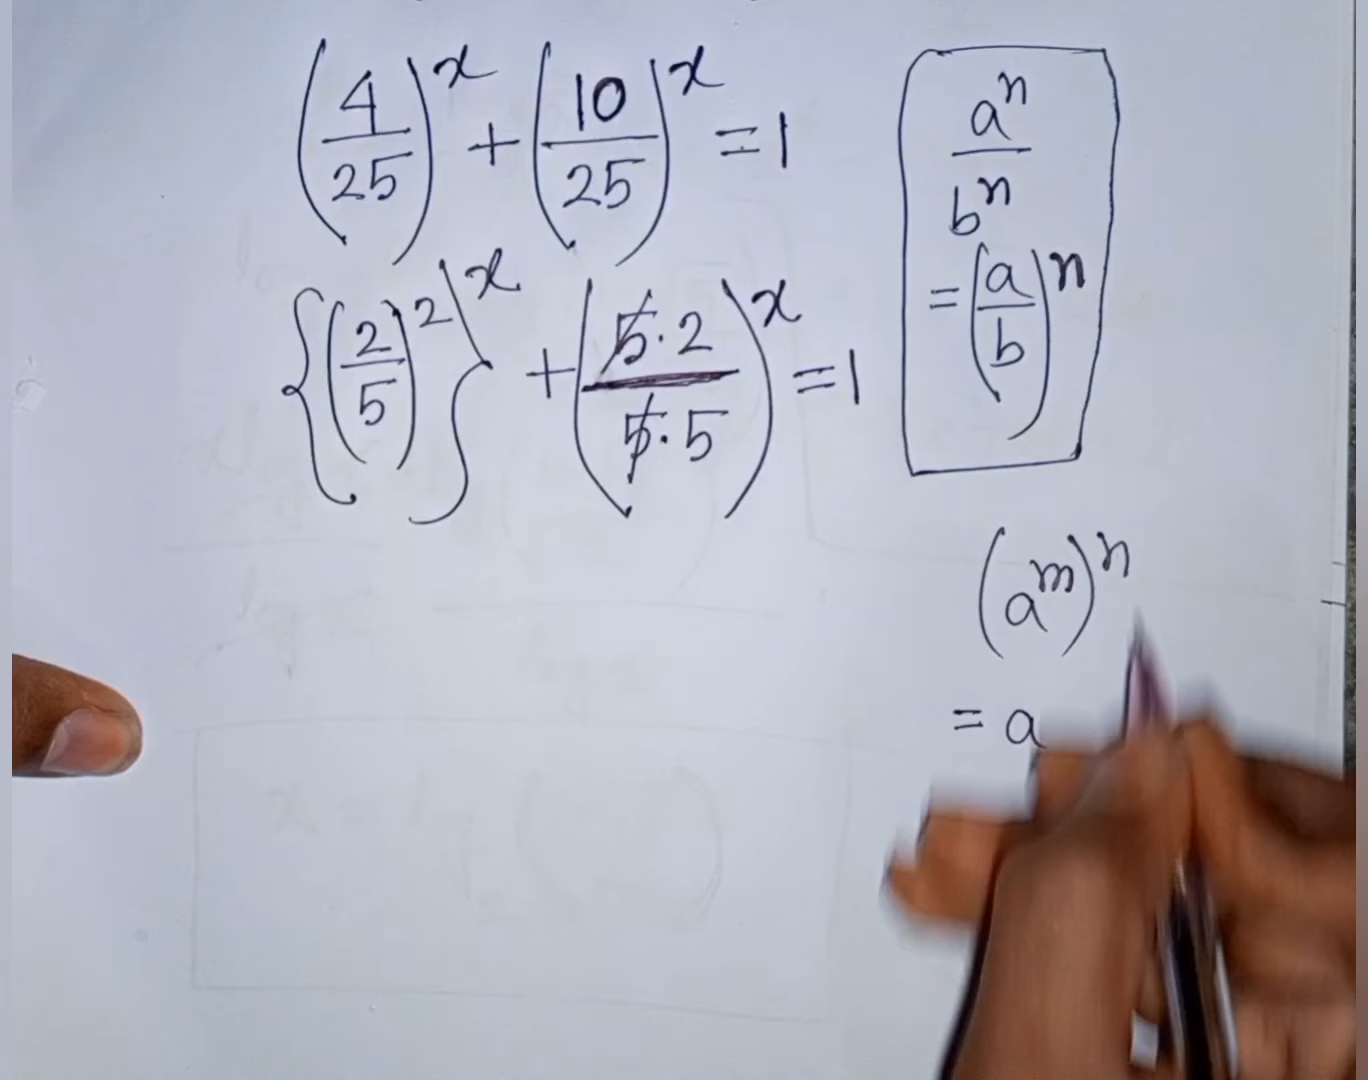 (4/25)^x + (10/25)^x = 1
{(2/5)^2}^x + (5·2/5·5)^x = 1
a^n
b^n
= (a/b)^n
(a^m)^n
= a